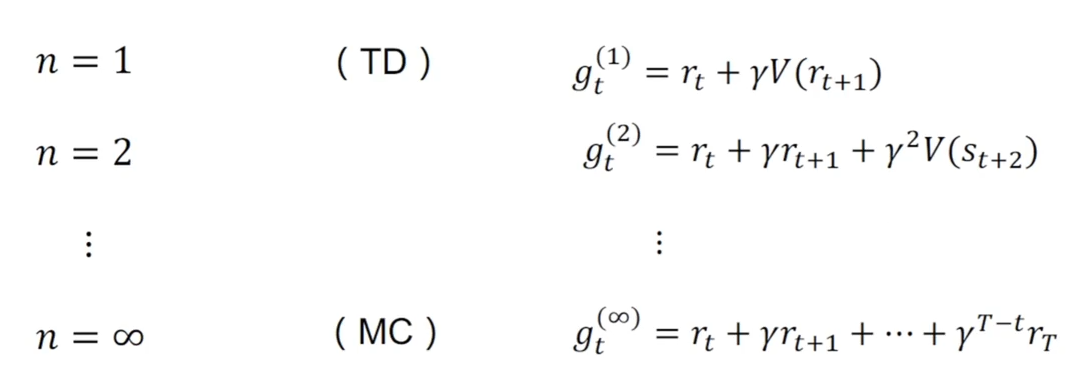 n = 1 ( TD ) g_t^{(1)} = r_t + γV(r_{t+1})
n = 2 g_t^{(2)} = r_t + γr_{t+1} + γ^2V(s_{t+2})
⋮ ⋮
n = ∞ ( MC ) g_t^{(∞)} = r_t + γr_{t+1} + ⋯ + γ^{T−t}r_T